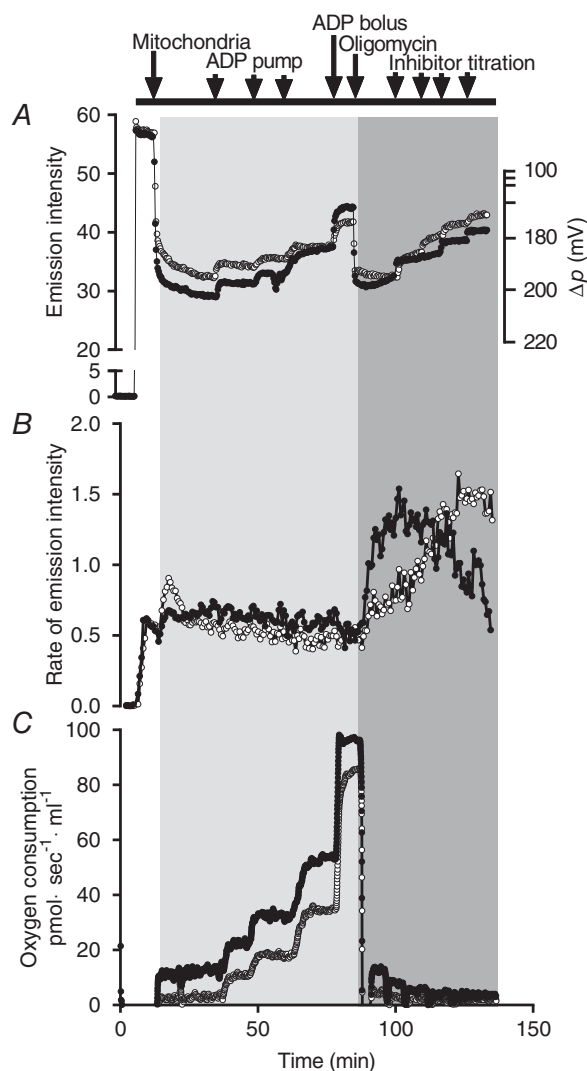 ADP bolus
Mitochondria
Oligomycin
ADP pump
Inhibitor titration
A
60
50
40
30
20
5
0
Emission intensity
100
180
200
220
Δp (mV)
B
2.0
1.5
1.0
0.5
0.0
Rate of emission intensity
C
100
80
60
40
20
0
Oxygen consumption
pmol· sec⁻¹· ml⁻¹
0 50 100 150
Time (min)